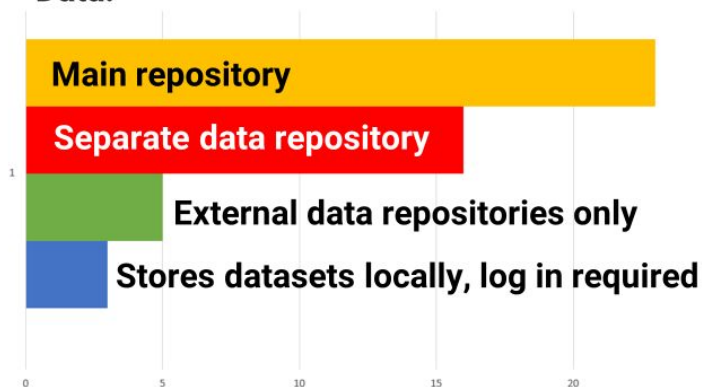 Data:
Main repository
Separate data repository
1
External data repositories only
Stores datasets locally, log in required
0 5 10 15 20